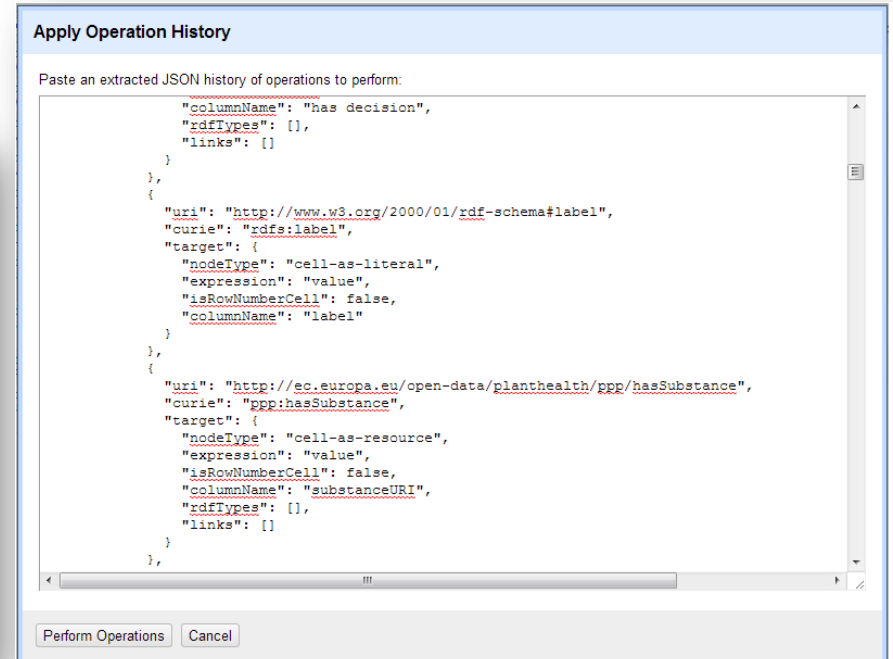 Apply Operation History
Paste an extracted JSON history of operations to perform:
"columnName": "has decision",
"rdfTypes": [],
"links": []
}
},
{
"uri": "http://www.w3.org/2000/01/rdf-schema#label",
"curie": "rdfs:label",
"target": {
"nodeType": "cell-as-literal",
"expression": "value",
"isRowNumberCell": false,
"columnName": "label"
}
},
{
"uri": "http://ec.europa.eu/open-data/planthealth/ppp/hasSubstance",
"curie": "ppp:hasSubstance",
"target": {
"nodeType": "cell-as-resource",
"expression": "value",
"isRowNumberCell": false,
"columnName": "substanceURI",
"rdfTypes": [],
"links": []
}
},
Perform Operations Cancel